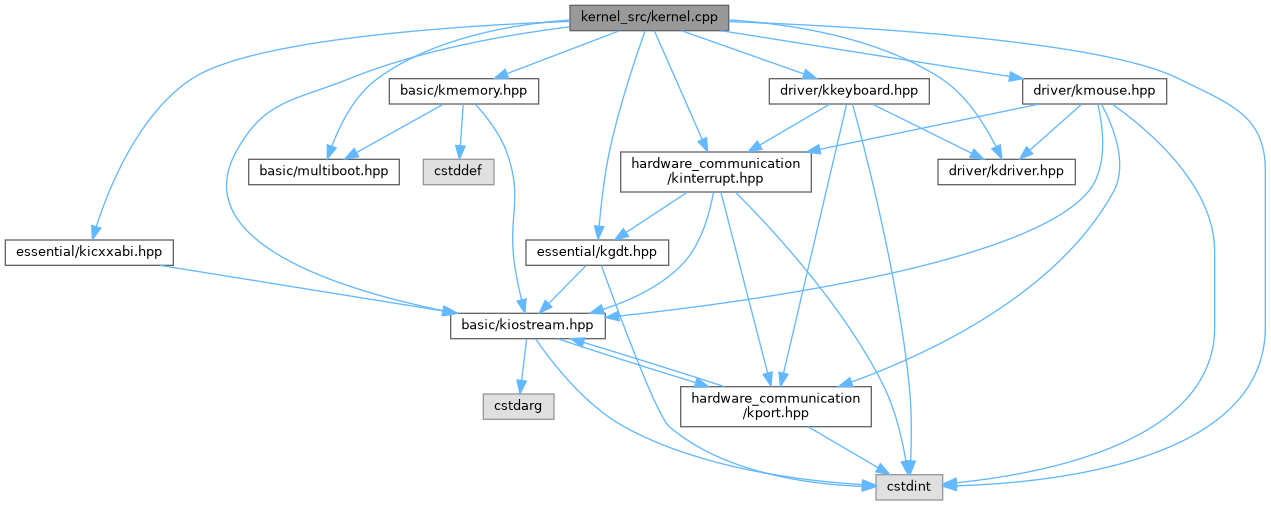 kernel_src/kernel.cpp
basic/kmemory.hpp
driver/kkeyboard.hpp
driver/kmouse.hpp
basic/multiboot.hpp
cstddef
hardware_communication
/kinterrupt.hpp
driver/kdriver.hpp
essential/kicxxabi.hpp
essential/kgdt.hpp
basic/kiostream.hpp
cstdarg
hardware_communication
/kport.hpp
cstdint